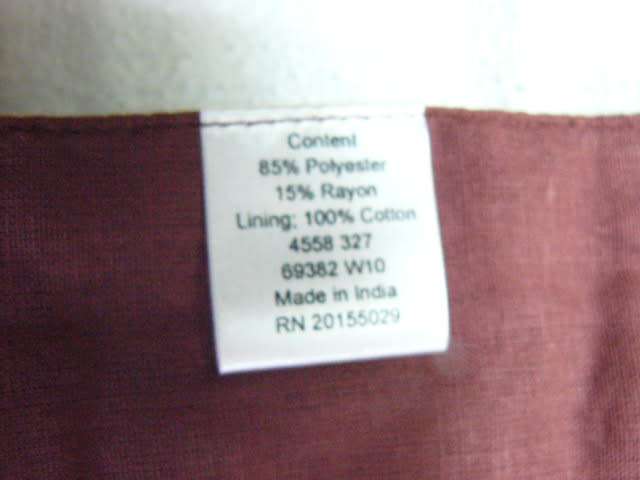 Content
85% Polyester
15% Rayon
Lining; 100% Cotton
4558 327
69382 W10
Made in India
RN 20155029